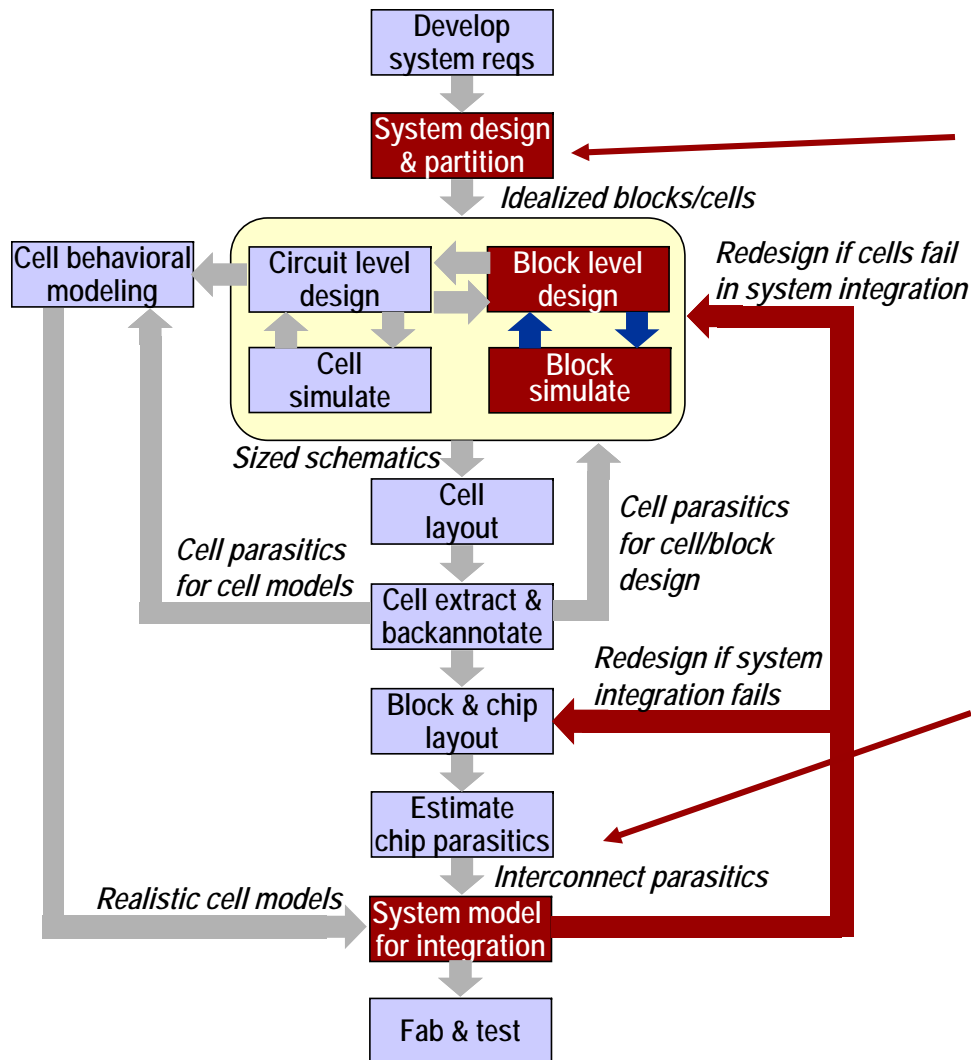 Develop
system reqs
System design
& partition
Idealized blocks/cells
Cell behavioral
modeling
Circuit level
design
Block level
design
Redesign if cells fail
in system integration
Cell
simulate
Block
simulate
Sized schematics
Cell
layout
Cell parasitics
for cell/block
design
Cell parasitics
for cell models
Cell extract &
backannotate
Redesign if system
integration fails
Block & chip
layout
Estimate
chip parasitics
Interconnect parasitics
Realistic cell models
System model
for integration
Fab & test